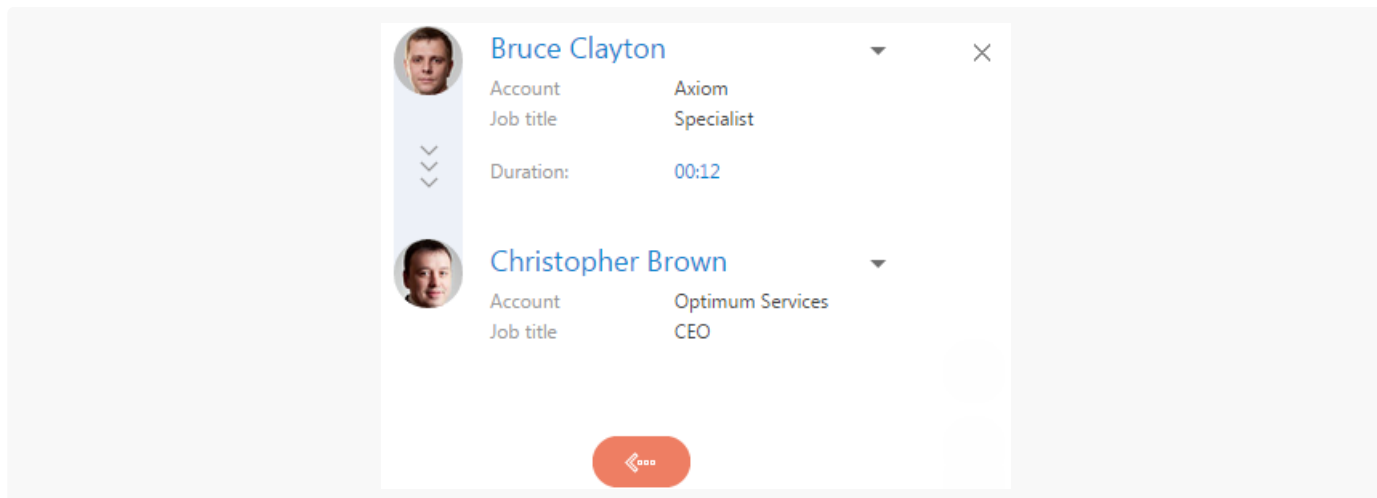 Bruce Clayton
Account Axiom
Job title Specialist
Duration: 00:12
Christopher Brown
Account Optimum Services
Job title CEO